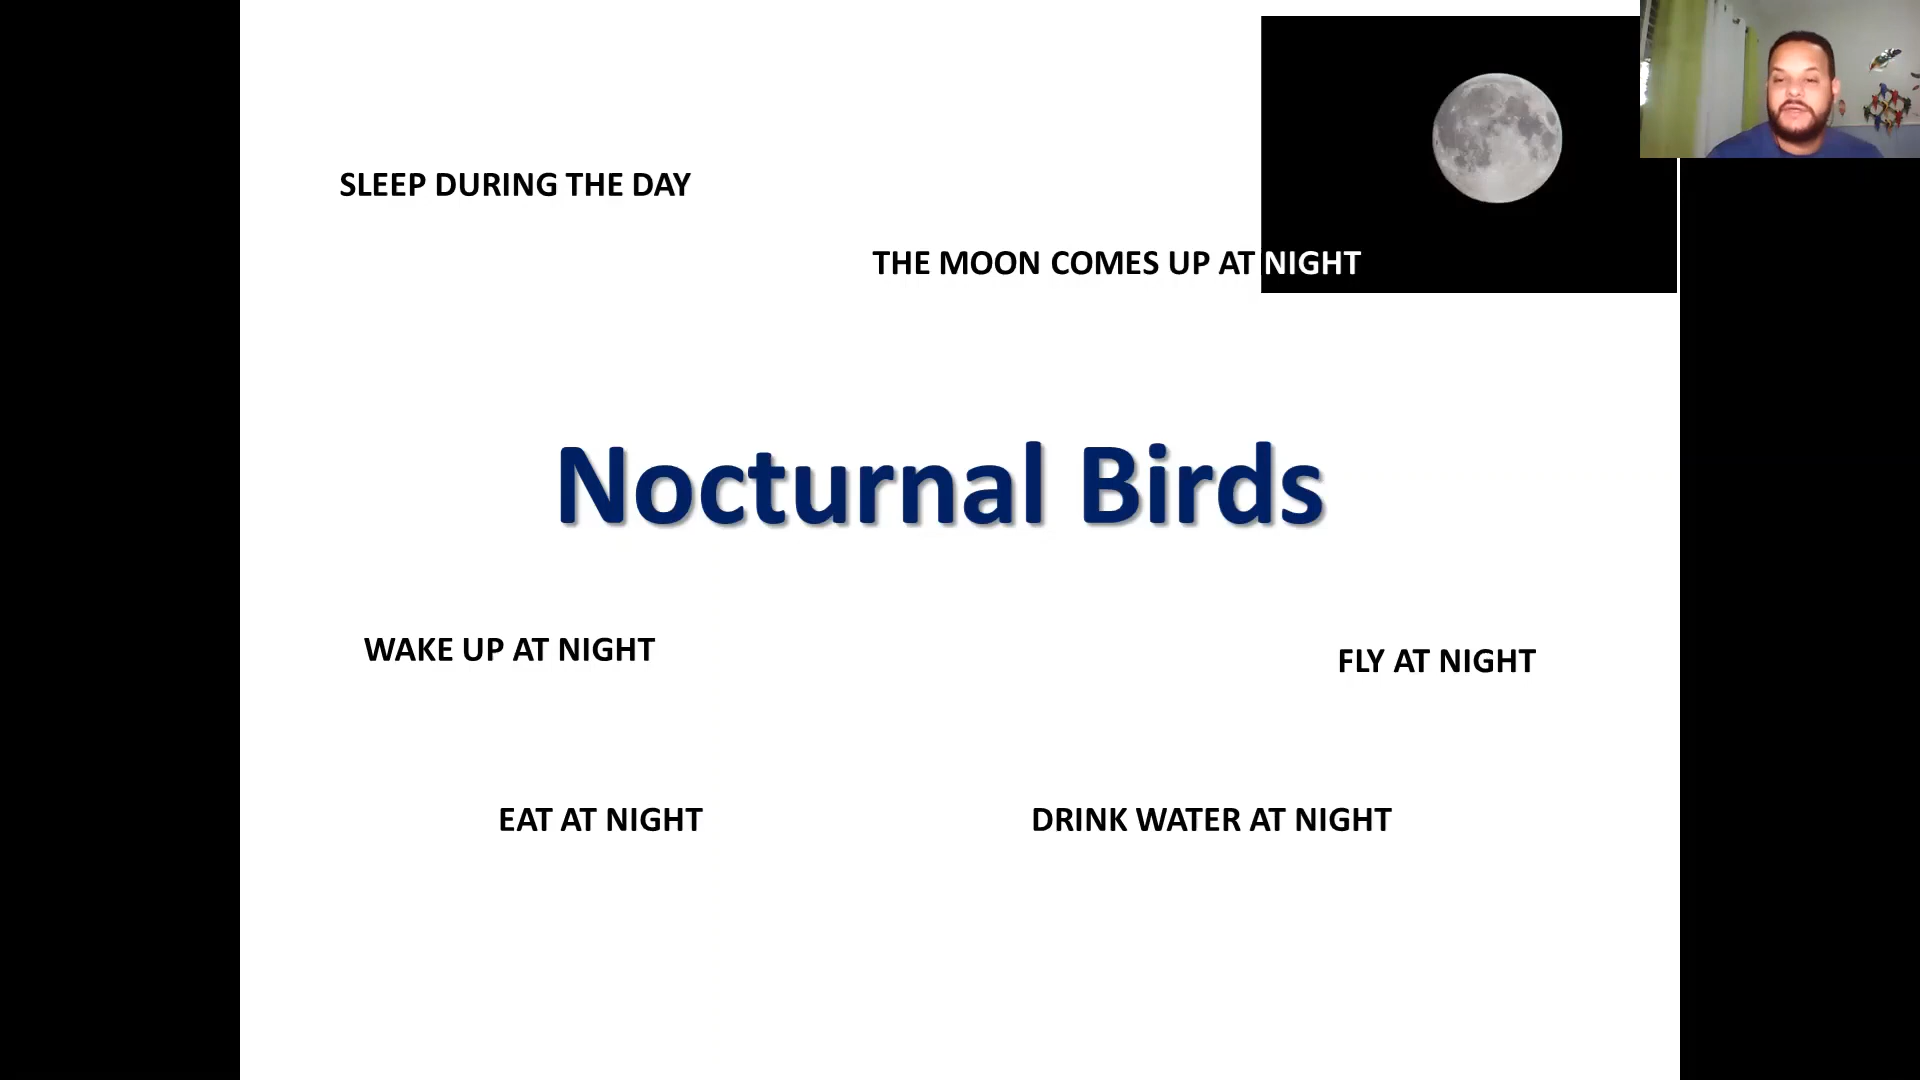 SLEEP DURING THE DAY
THE MOON COMES UP AT NIGHT
Nocturnal Birds
WAKE UP AT NIGHT
FLY AT NIGHT
EAT AT NIGHT
DRINK WATER AT NIGHT